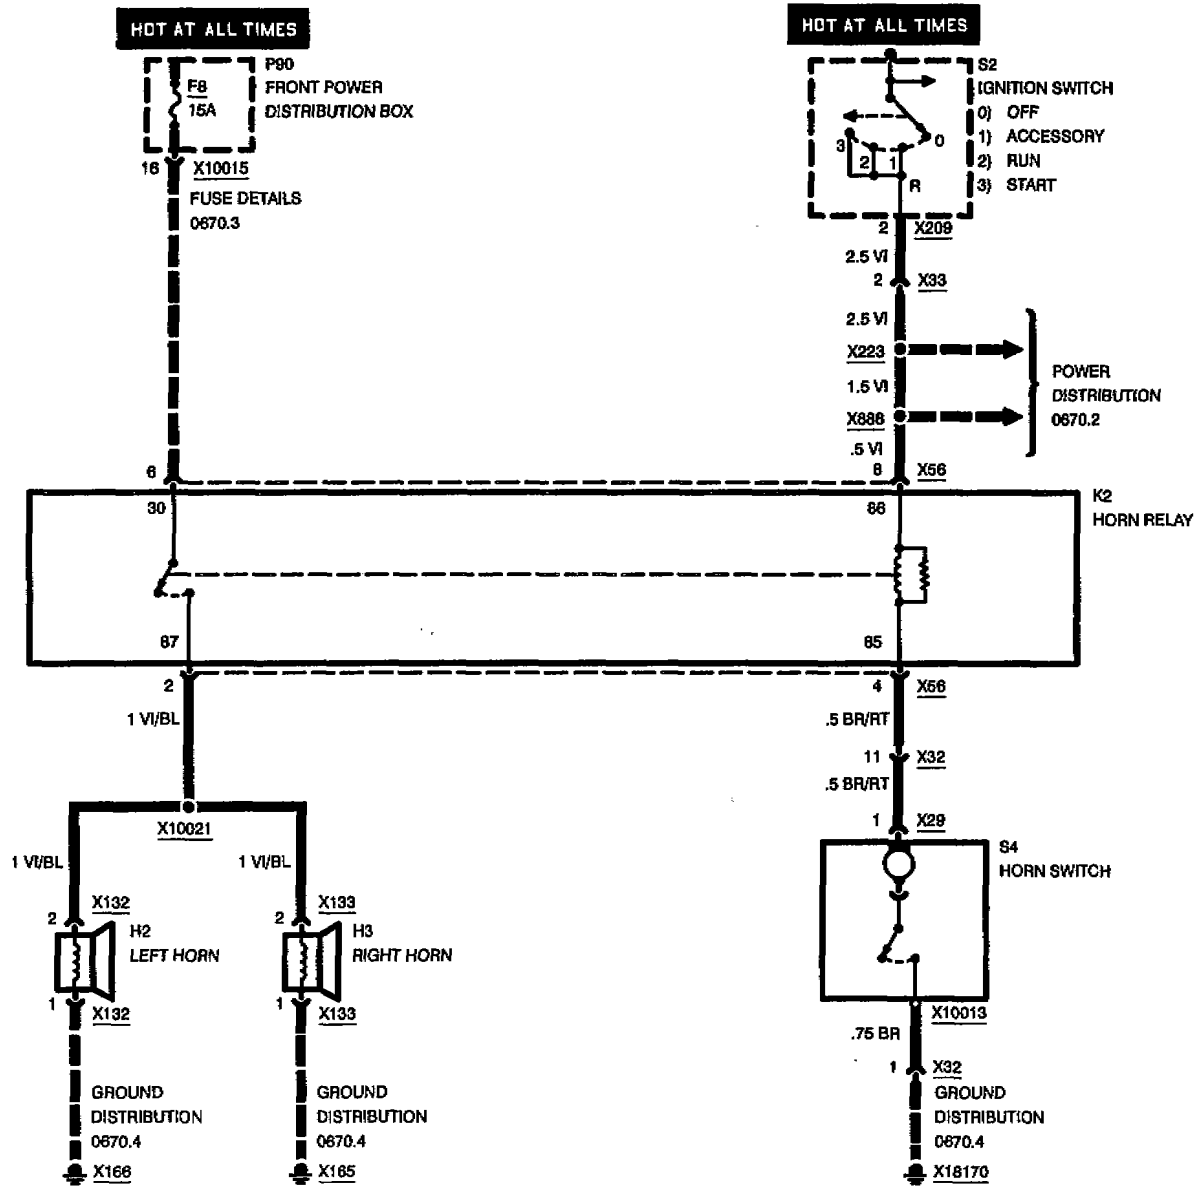 HOT AT ALL TIMES
HOT AT ALL TIMES
P90
FRONT POWER
DISTRIBUTION BOX
F8
15A
16 X10015
FUSE DETAILS
0670.3
S2
IGNITION SWITCH
0) OFF
1) ACCESSORY
2) RUN
3) START
3 2 1 0
R
2 X209
2.5 VI
2 X33
2.5 VI
X223
1.5 VI
X886
.5 VI
POWER
DISTRIBUTION
0670.2
6
8 X56
30
86
K2
HORN RELAY
87
85
2
4 X56
1 VI/BL
.5 BR/RT
11 X32
.5 BR/RT
X10021
1 X29
1 VI/BL
1 VI/BL
S4
HORN SWITCH
2 X132
H2
LEFT HORN
1 X132
2 X133
H3
RIGHT HORN
1 X133
X10013
.75 BR
1 X32
GROUND
DISTRIBUTION
0670.4
X166
GROUND
DISTRIBUTION
0670.4
X165
GROUND
DISTRIBUTION
0670.4
X18170